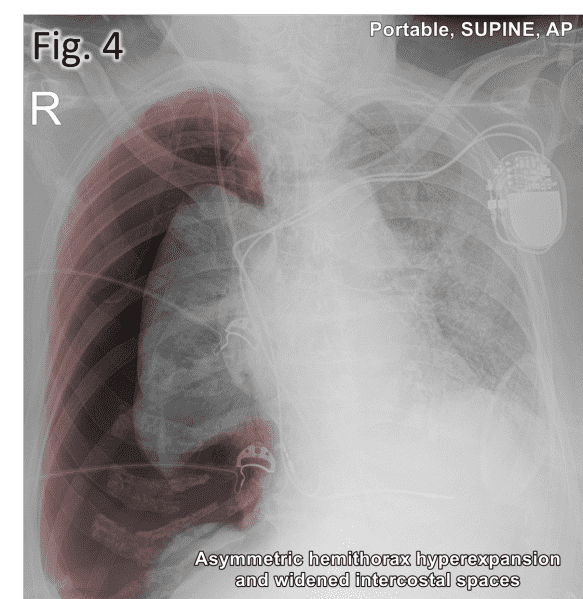 Fig. 4
Portable, SUPINE, AP
R
Asymmetric hemithorax hyperexpansion
and widened intercostal spaces